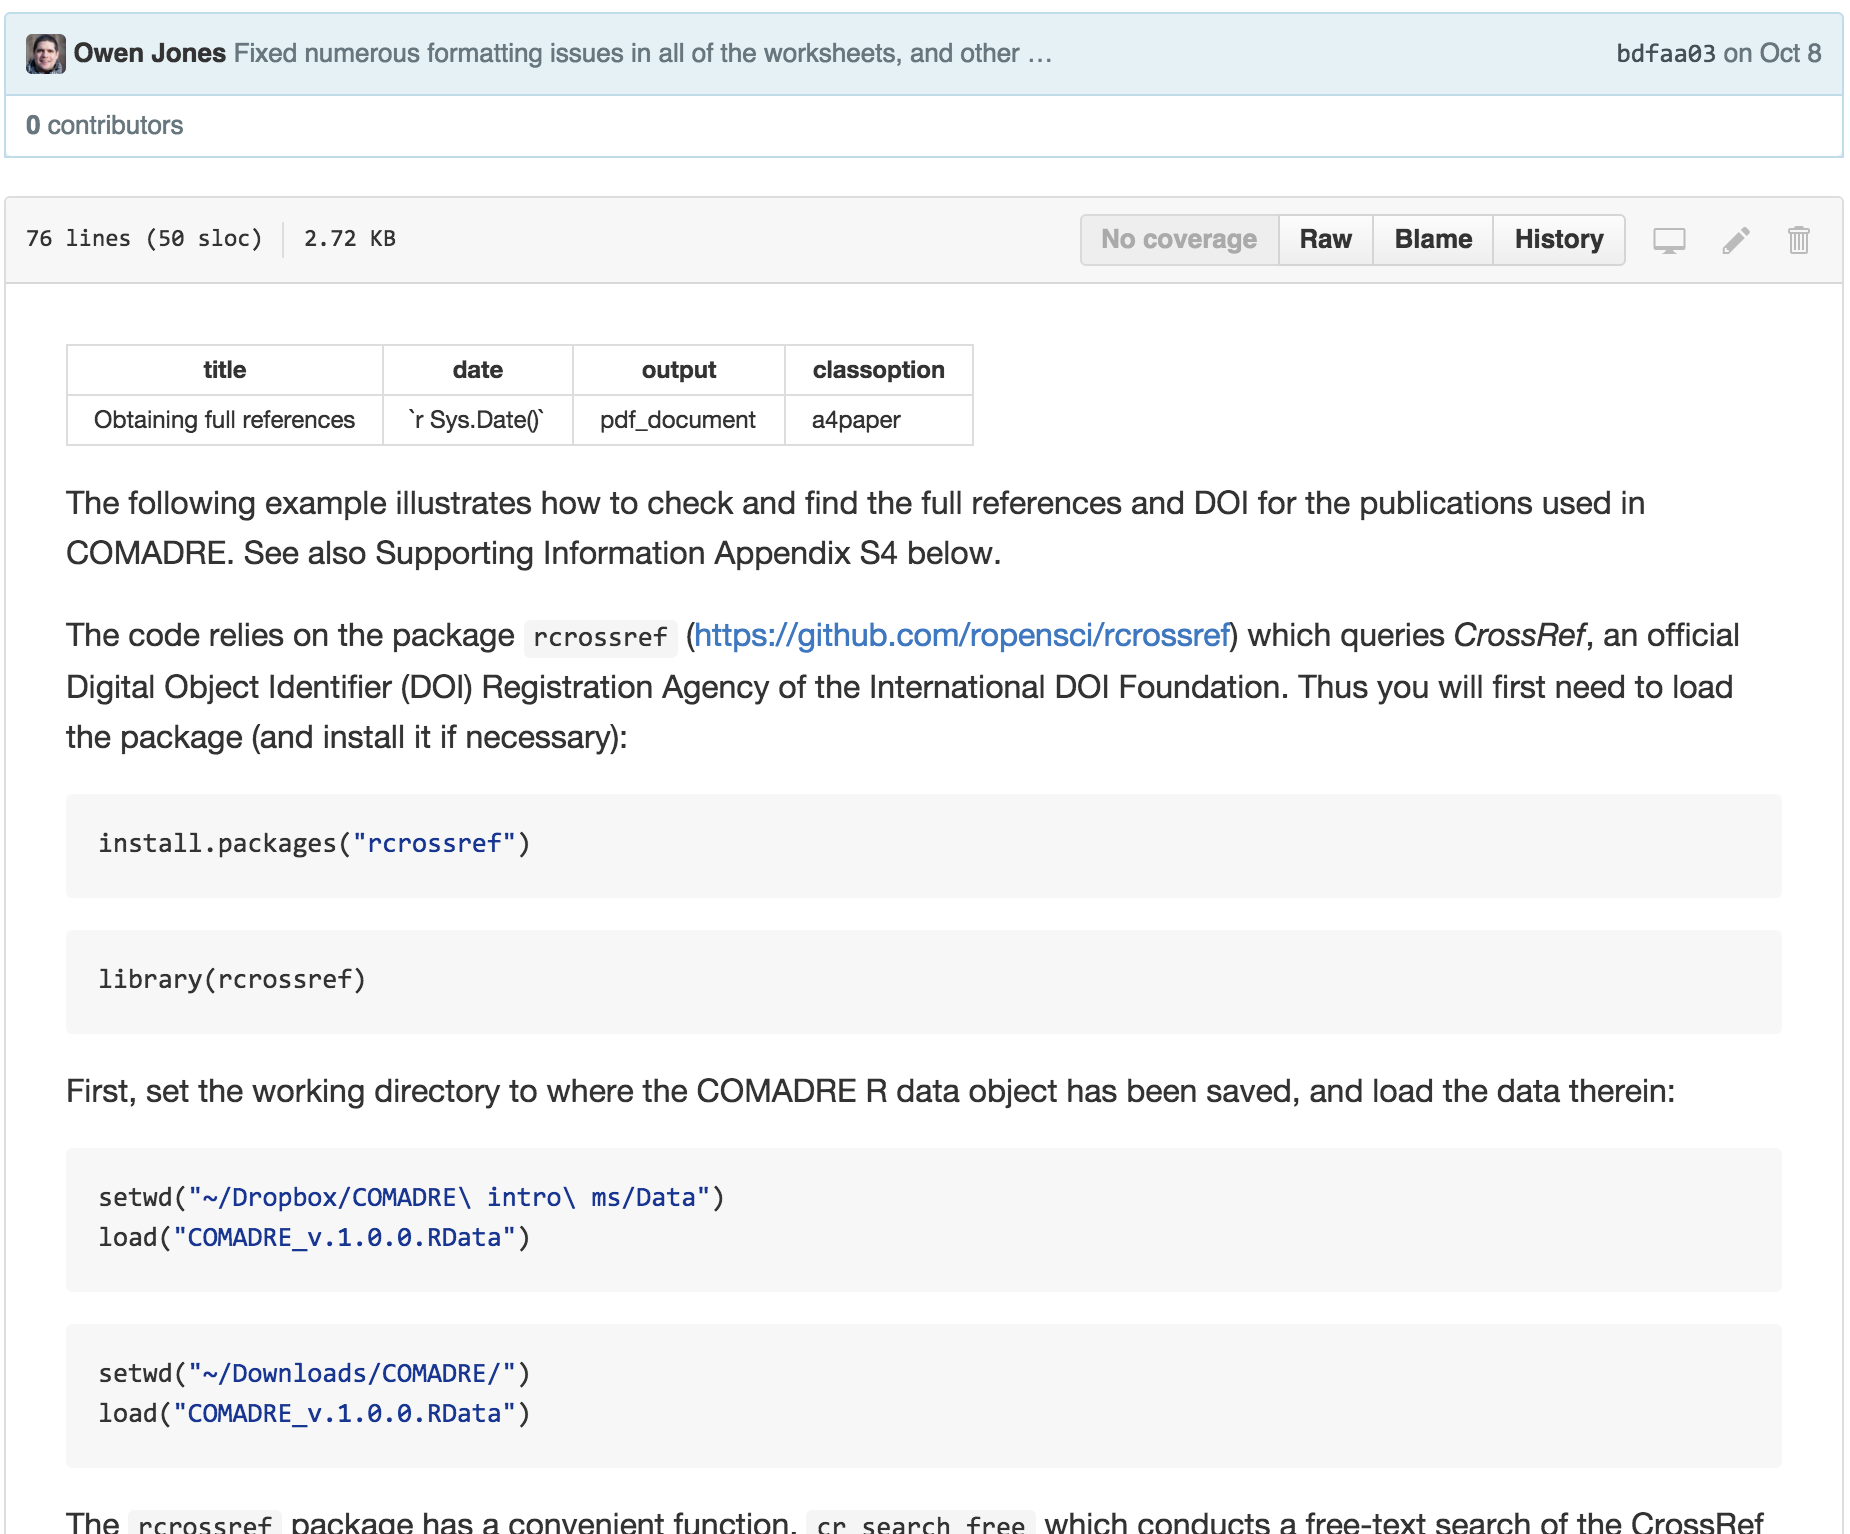 Owen Jones Fixed numerous formatting issues in all of the worksheets, and other … bdfaa03 on Oct 8
0 contributors
76 lines (50 sloc) 2.72 KB No coverage Raw Blame History
title date output classoption
Obtaining full references `r Sys.Date()` pdf_document a4paper
The following example illustrates how to check and find the full references and DOI for the publications used in
COMADRE. See also Supporting Information Appendix S4 below.
The code relies on the package rcrossref (https://github.com/ropensci/rcrossref) which queries CrossRef, an official
Digital Object Identifier (DOI) Registration Agency of the International DOI Foundation. Thus you will first need to load
the package (and install it if necessary):
install.packages("rcrossref")
library(rcrossref)
First, set the working directory to where the COMADRE R data object has been saved, and load the data therein:
setwd("~/Dropbox/COMADRE\ intro\ ms/Data")
load("COMADRE_v.1.0.0.RData")
setwd("~/Downloads/COMADRE/")
load("COMADRE_v.1.0.0.RData")
The rcrossref package has a convenient function, cr_search_free which conducts a free-text search of the CrossRef